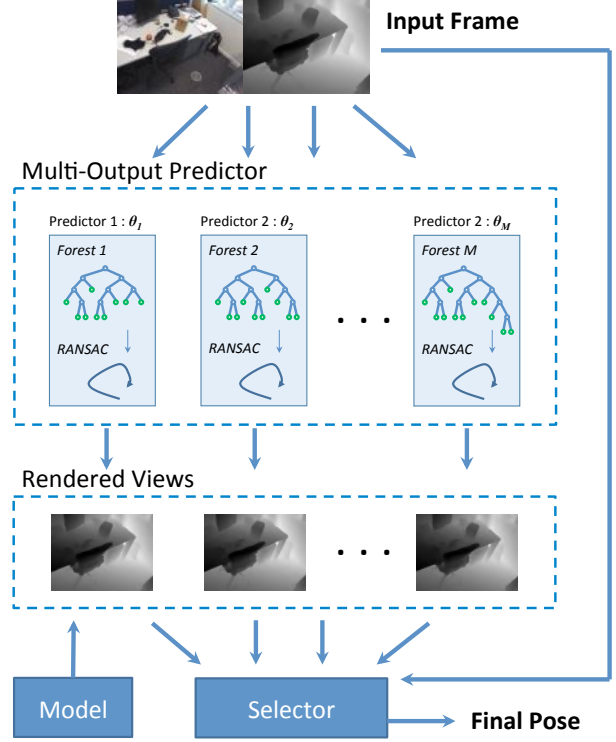 Input Frame
Multi-Output Predictor
Predictor 1 : θ1
Predictor 2 : θ2
Predictor 2 : θM
Forest 1
Forest 2
Forest M
. . .
RANSAC
RANSAC
RANSAC
Rendered Views
. . .
Model
Selector
Final Pose